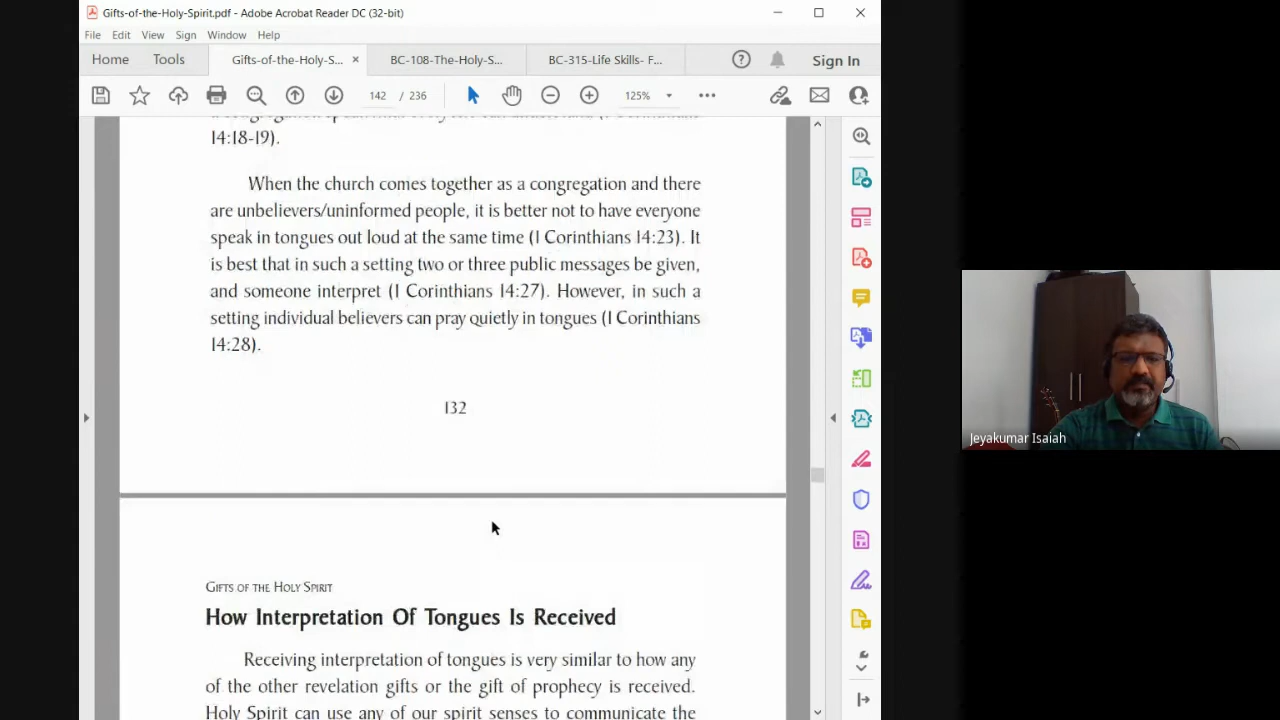 Gifts-of-the-Holy-Spirit.pdf - Adobe Acrobat Reader DC (32-bit)
File Edit View Sign Window Help
Home Tools Gifts-of-the-Holy-S... × BC-108-The-Holy-S... BC-315-Life Skills- F... Sign In
142 / 236 125%
14:18-19).
When the church comes together as a congregation and there
are unbelievers/uninformed people, it is better not to have everyone
speak in tongues out loud at the same time (1 Corinthians 14:23). It
is best that in such a setting two or three public messages be given,
and someone interpret (1 Corinthians 14:27). However, in such a
setting individual believers can pray quietly in tongues (1 Corinthians
14:28).
132
Gifts of the Holy Spirit
How Interpretation Of Tongues Is Received
Receiving interpretation of tongues is very similar to how any
of the other revelation gifts or the gift of prophecy is received.
Holy Spirit can use any of our spirit senses to communicate the
Jeyakumar Isaiah